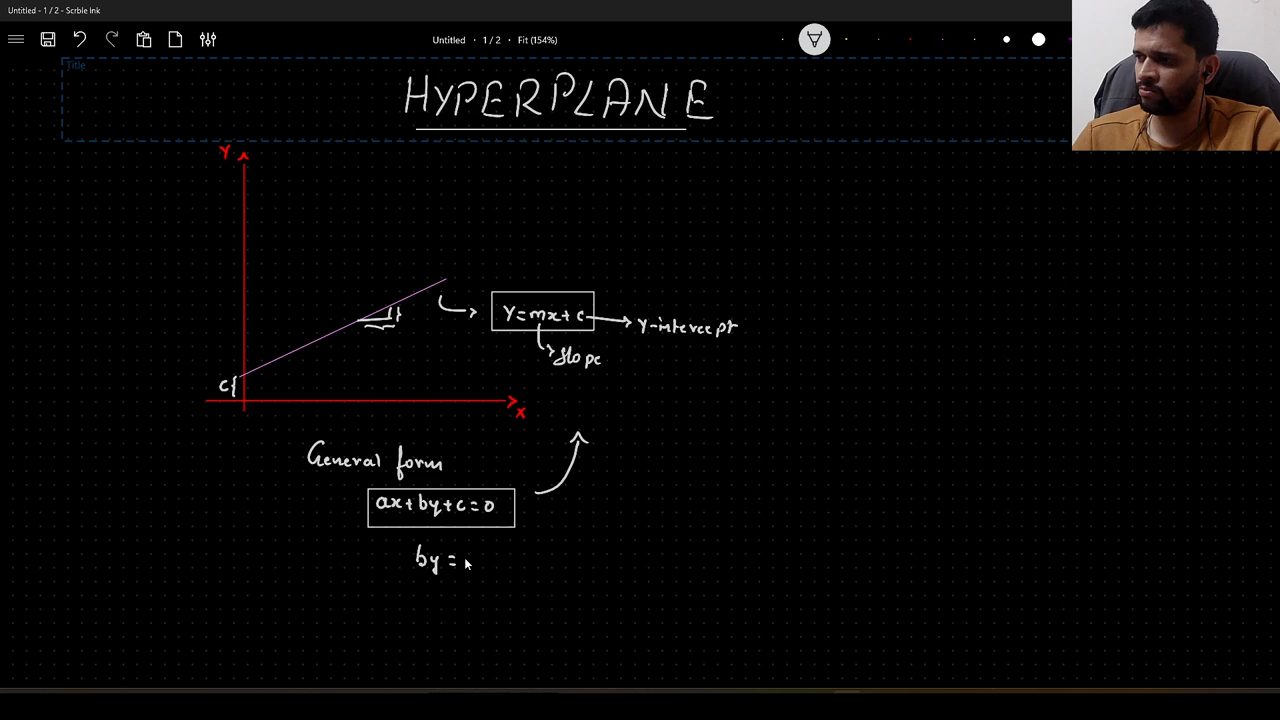 Untitled - 1 / 2 - Scrble Ink
Untitled · 1 / 2 · Fit (154%)
Title
HYPERPLANE
Y
y=mx+c
y-intercept
slope
c{
x
General form
ax+by+c=0
by =